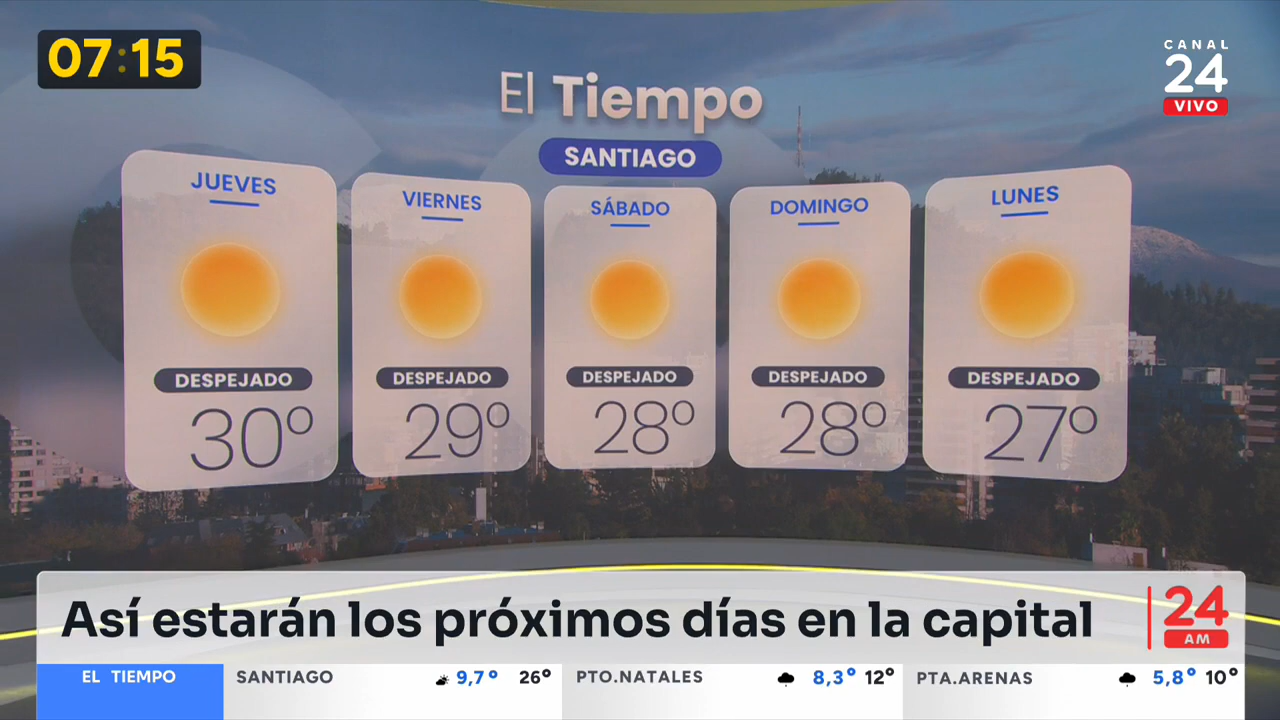 07:15
CANAL
24
VIVO
El Tiempo
SANTIAGO
JUEVES
DESPEJADO
30°
VIERNES
DESPEJADO
29°
SÁBADO
DESPEJADO
28°
DOMINGO
DESPEJADO
28°
LUNES
DESPEJADO
27°
Así estarán los próximos días en la capital
24
AM
EL TIEMPO
SANTIAGO 9,7° 26°
PTO.NATALES 8,3° 12°
PTA.ARENAS 5,8° 10°